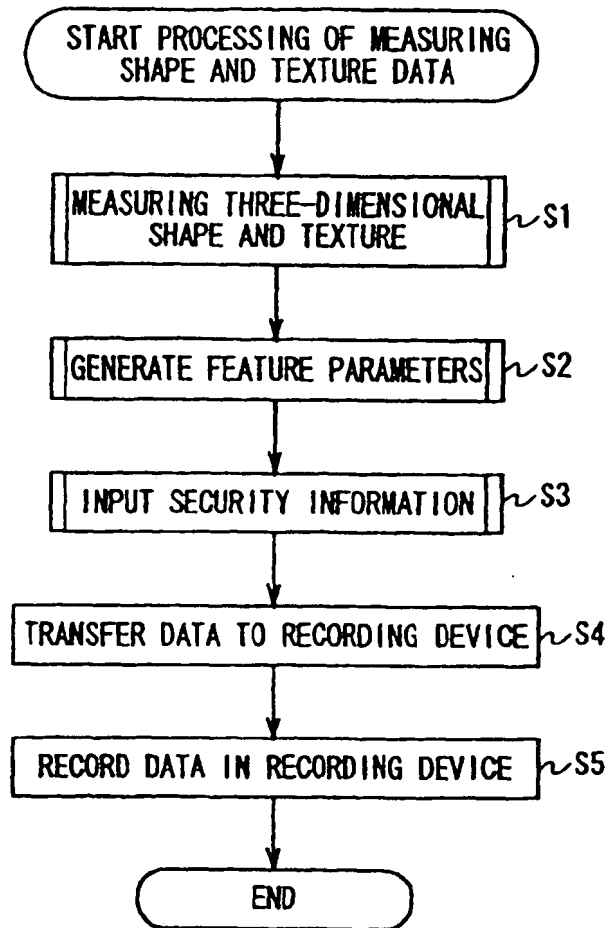 START PROCESSING OF MEASURING
SHAPE AND TEXTURE DATA
MEASURING THREE-DIMENSIONAL
SHAPE AND TEXTURE
S1
GENERATE FEATURE PARAMETERS
S2
INPUT SECURITY INFORMATION
S3
TRANSFER DATA TO RECORDING DEVICE
S4
RECORD DATA IN RECORDING DEVICE
S5
END